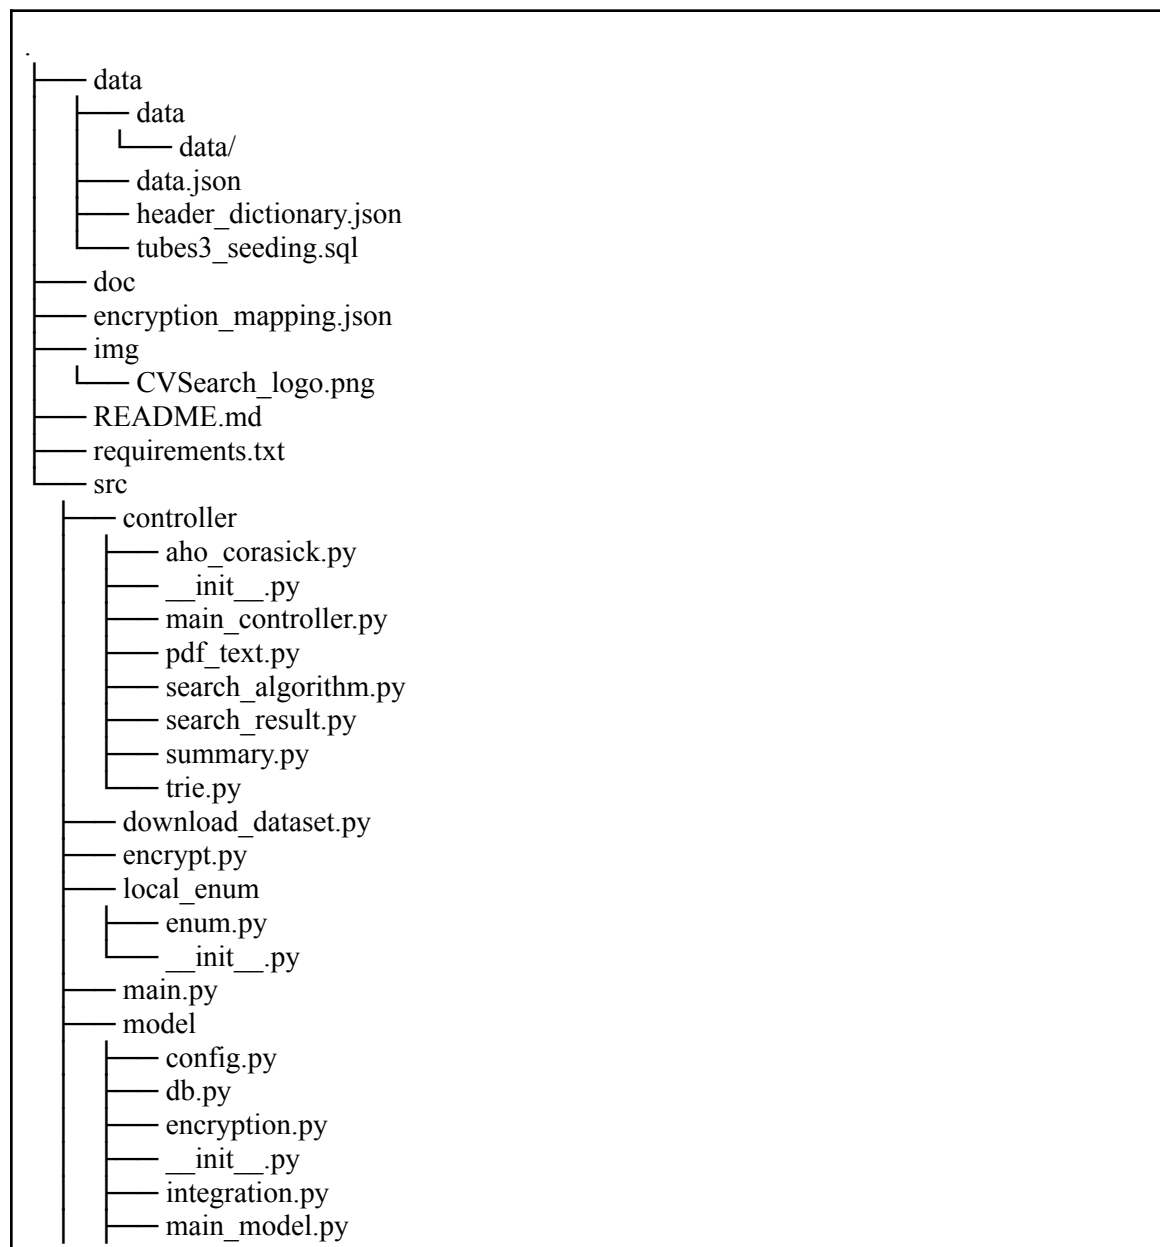 .
├── data
│   ├── data
│   │   └── data/
│   ├── data.json
│   ├── header_dictionary.json
│   └── tubes3_seeding.sql
├── doc
├── encryption_mapping.json
├── img
│   └── CVSearch_logo.png
├── README.md
├── requirements.txt
└── src
    ├── controller
    │   ├── aho_corasick.py
    │   ├── __init__.py
    │   ├── main_controller.py
    │   ├── pdf_text.py
    │   ├── search_algorithm.py
    │   ├── search_result.py
    │   ├── summary.py
    │   └── trie.py
    ├── download_dataset.py
    ├── encrypt.py
    ├── local_enum
    │   ├── enum.py
    │   └── __init__.py
    ├── main.py
    ├── model
    │   ├── config.py
    │   ├── db.py
    │   ├── encryption.py
    │   ├── __init__.py
    │   ├── integration.py
    │   ├── main_model.py